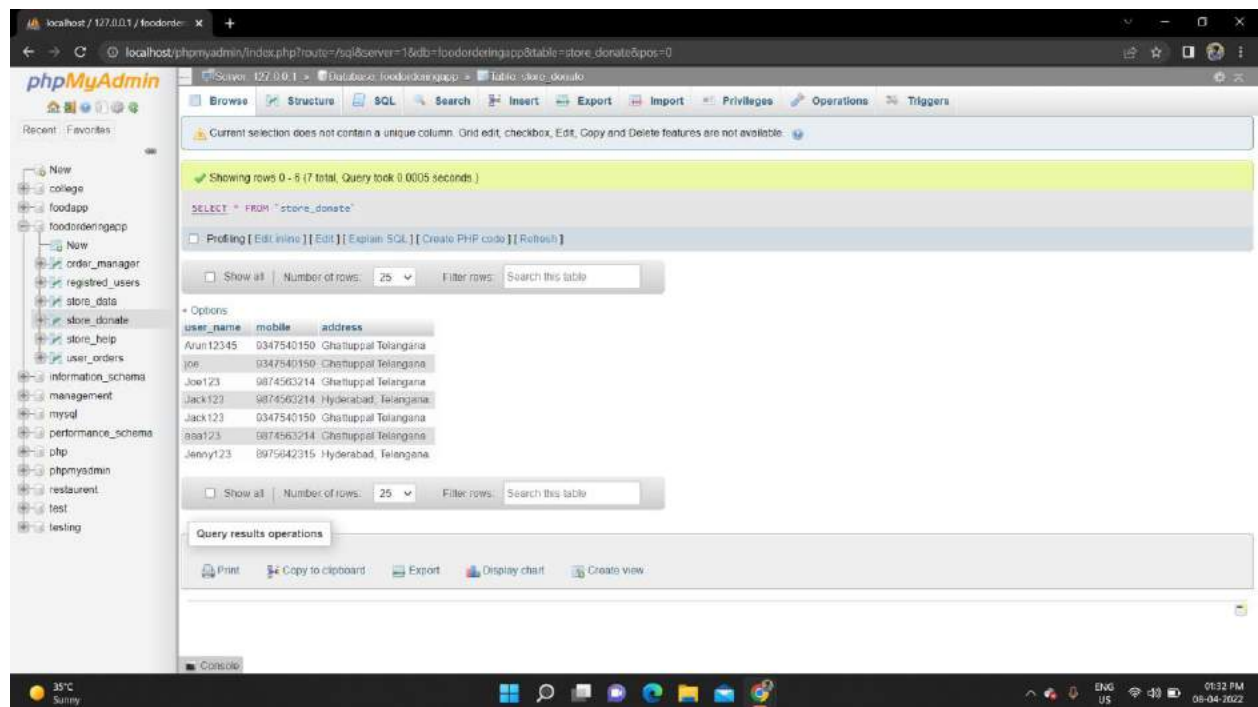 localhost / 127.0.0.1 / foodorder
localhost/phpmyadmin/index.php?route=/sql&server=1&db=foodorderingapp&table=store_donate&pos=0
phpMyAdmin
Recent Favorites
New
college
foodapp
foodorderingapp
New
order_manager
registred_users
store_data
store_donate
store_help
user_orders
information_schema
management
mysql
performance_schema
php
phpmyadmin
restaurent
test
testing
Server: 127.0.0.1 » Database: foodorderingapp » Table: store_donate
Browse Structure SQL Search Insert Export Import Privileges Operations Triggers
Current selection does not contain a unique column. Grid edit, checkbox, Edit, Copy and Delete features are not available.
Showing rows 0 - 6 (7 total, Query took 0.0005 seconds.)
SELECT * FROM `store_donate`
Profiling [ Edit inline ] [ Edit ] [ Explain SQL ] [ Create PHP code ] [ Refresh ]
Show all | Number of rows: 25 Filter rows: Search this table
+ Options
user_name mobile address
Arun12345 9347540150 Ghattuppal Telangana
joe 9347540150 Ghattuppal Telangana
Joe123 9874563214 Ghattuppal Telangana
Jack123 9874563214 Hyderabad, Telangana.
Jack123 9347540150 Ghattuppal Telangana
aaa123 9874563214 Ghattuppal Telangana
Jenny123 8975642315 Hyderabad, Telangana.
Show all | Number of rows: 25 Filter rows: Search this table
Query results operations
Print Copy to clipboard Export Display chart Create view
Console
35°C
Sunny
ENG
US
01:32 PM
08-04-2022